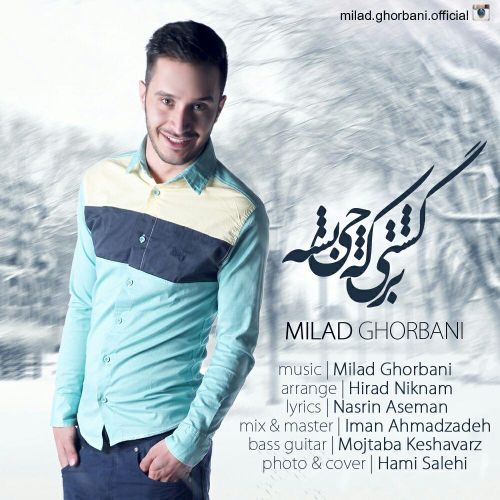 milad.ghorbani.official
برگشتی که چی بشه
MILAD GHORBANI
music | Milad Ghorbani
arrange | Hirad Niknam
lyrics | Nasrin Aseman
mix & master | Iman Ahmadzadeh
bass guitar | Mojtaba Keshavarz
photo & cover | Hami Salehi